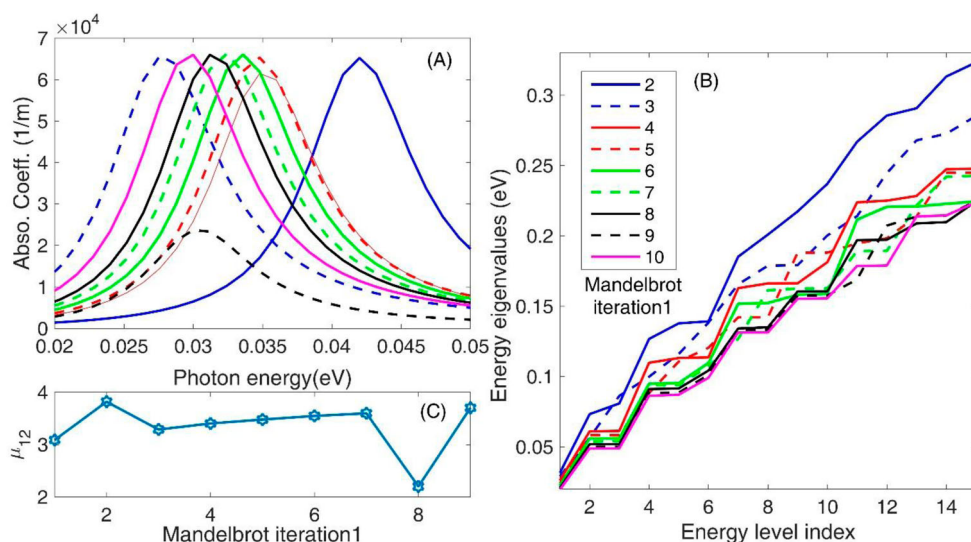 ×10⁴
7
6
5
4
3
2
1
0
Abso. Coeff. (1/m)
(A)
0.02 0.025 0.03 0.035 0.04 0.045 0.05
Photon energy(eV)
4
3
2
μ₁₂
(C)
2 4 6 8
Mandelbrot iteration1
(B)
0.3
0.25
0.2
0.15
0.1
0.05
Energy eigenvalues (eV)
2
3
4
5
6
7
8
9
10
Mandelbrot
iteration1
2 4 6 8 10 12 14
Energy level index